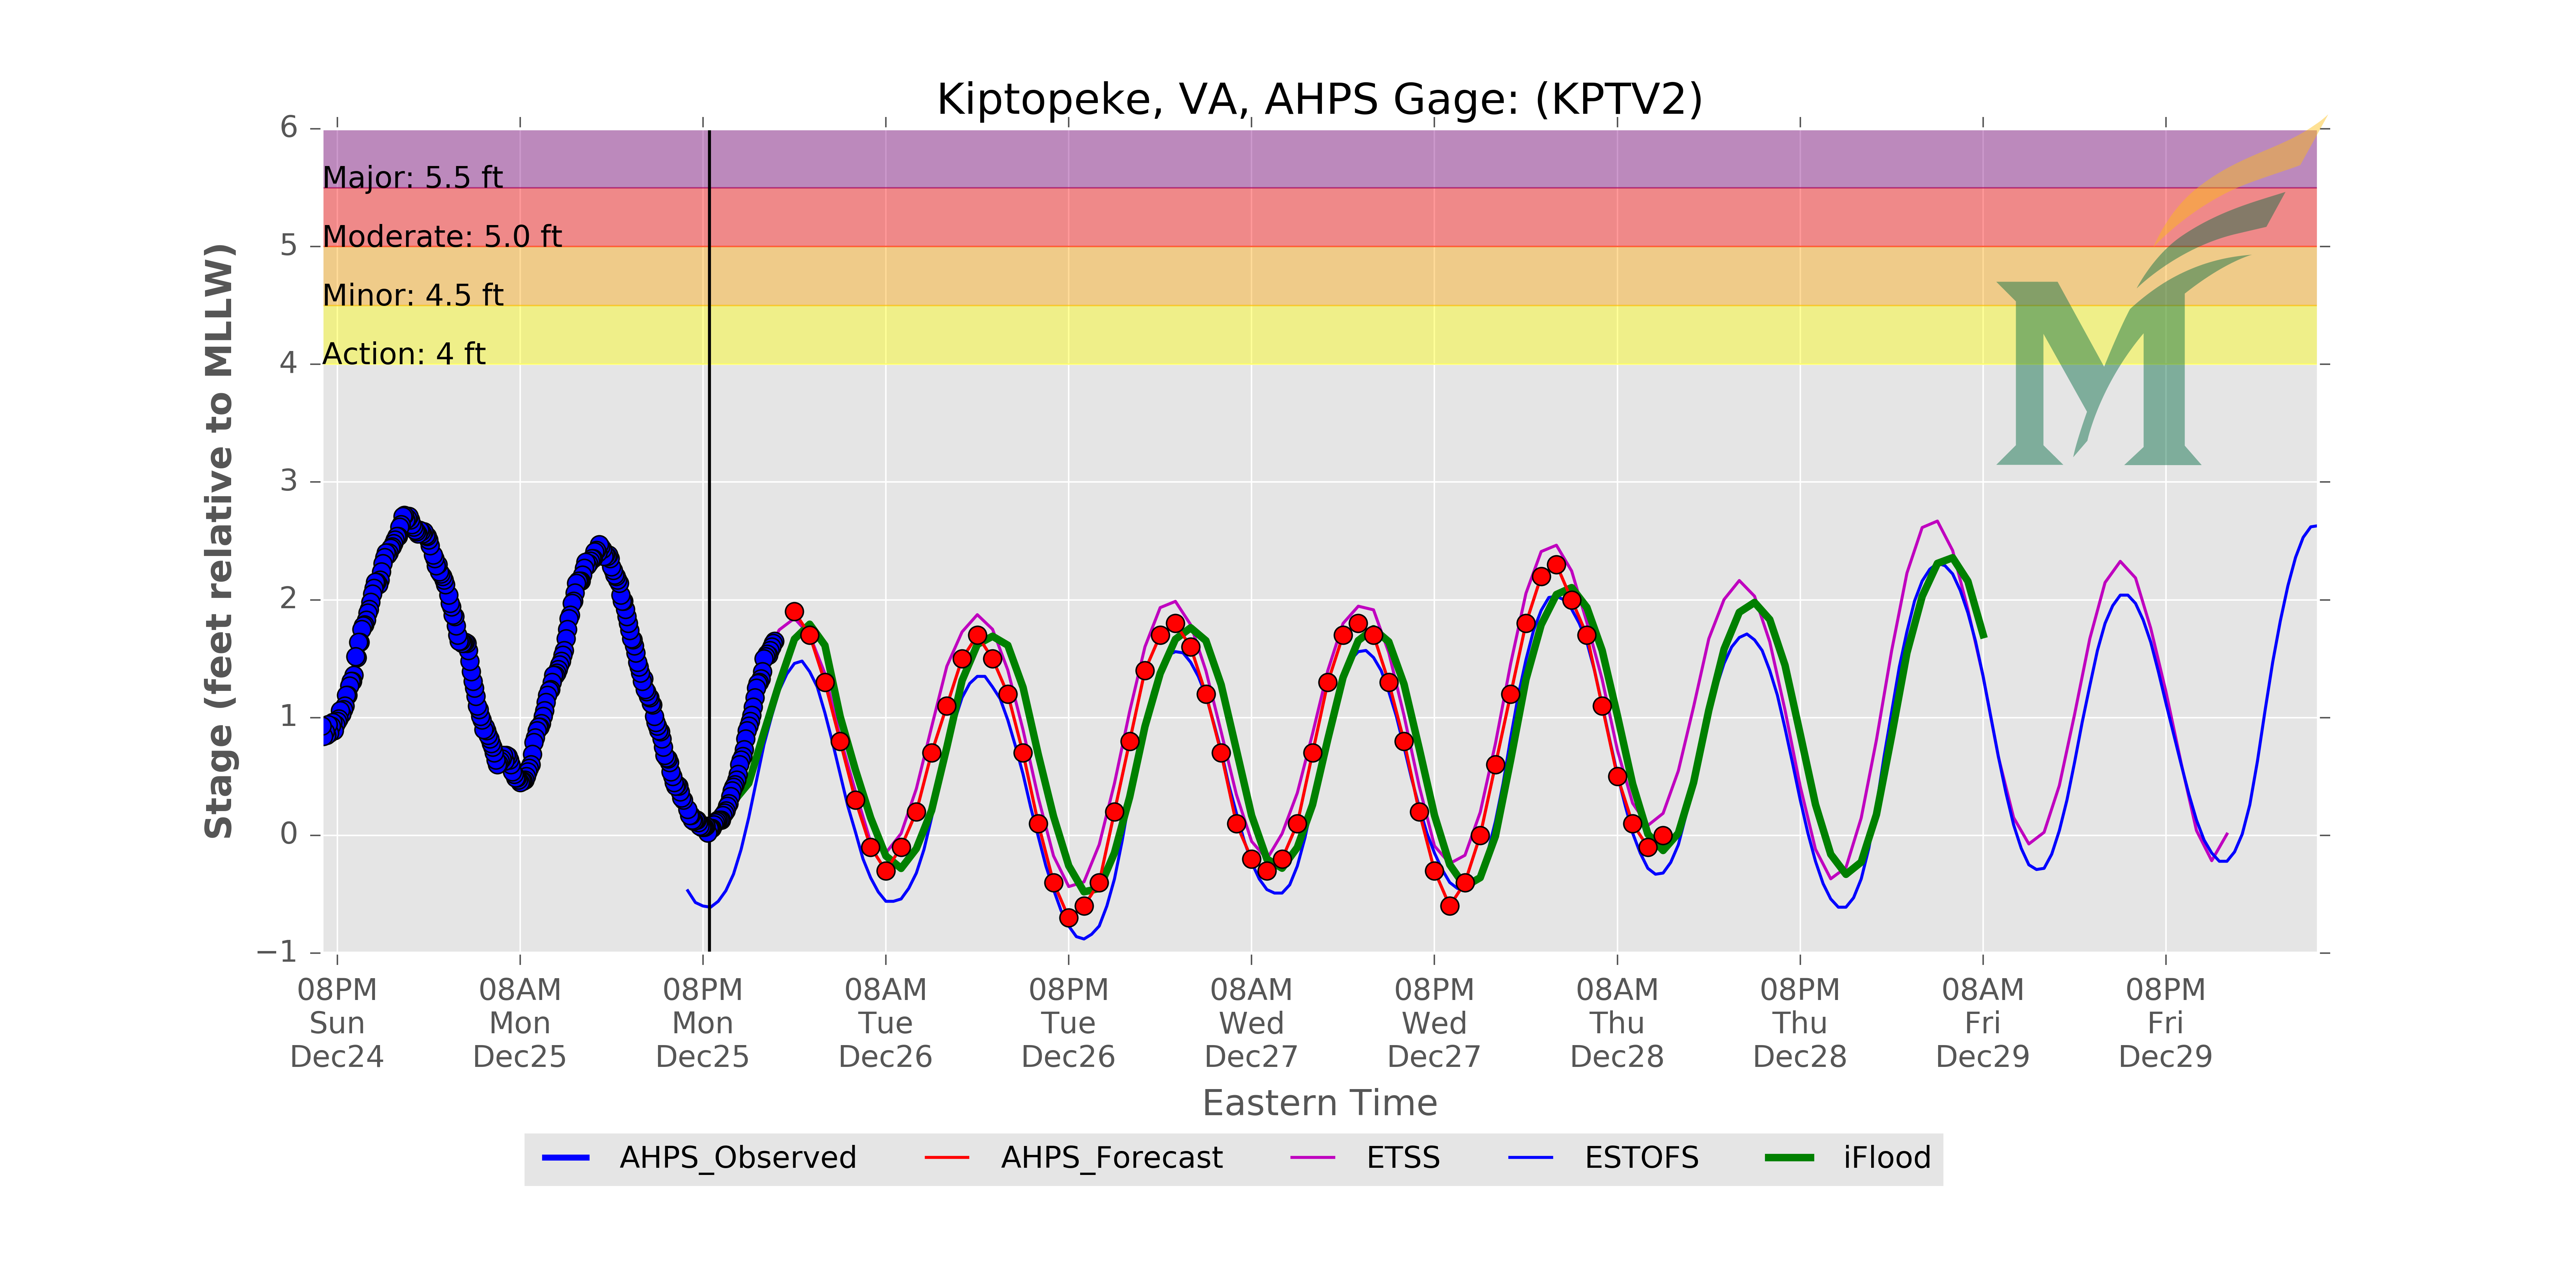 Kiptopeke, VA, AHPS Gage: (KPTV2)
6
Major: 5.5 ft
Moderate: 5.0 ft
5
Minor: 4.5 ft
Action: 4 ft
4
3
2
1
0
−1
Stage (feet relative to MLLW)
08PM 08AM 08PM 08AM 08PM 08AM 08PM 08AM 08PM 08AM 08PM
Sun Mon Mon Tue Tue Wed Wed Thu Thu Fri Fri
Dec24 Dec25 Dec25 Dec26 Dec26 Dec27 Dec27 Dec28 Dec28 Dec29 Dec29
Eastern Time
AHPS_Observed AHPS_Forecast ETSS ESTOFS iFlood